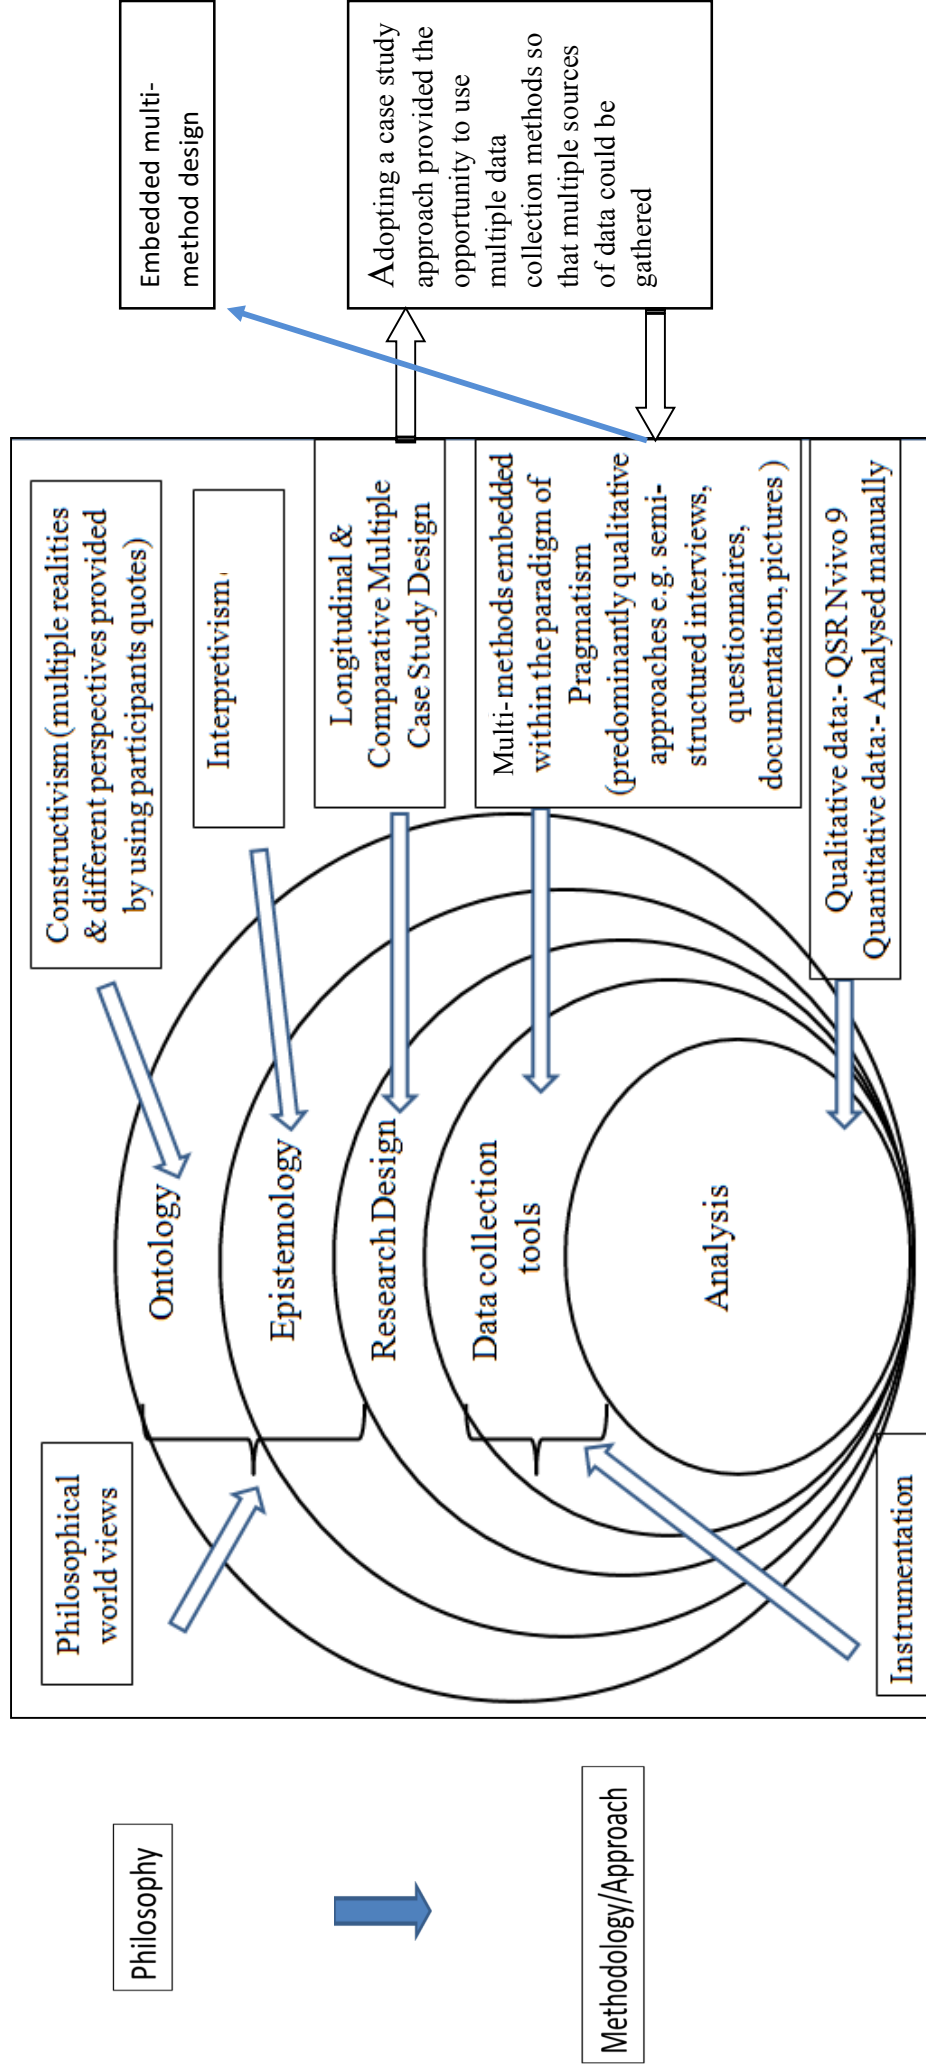 Philosophy
Methodology/Approach
Philosophical
world views
Instrumentation
Ontology
Epistemology
Research Design
Data collection
tools
Analysis
Constructivism (multiple realities
& different perspectives provided
by using participants quotes)
Interpretivism
Longitudinal &
Comparative Multiple
Case Study Design
Multi- methods embedded
within the paradigm of
Pragmatism
(predominantly qualitative
approaches e.g. semi-
structured interviews,
questionnaires,
documentation, pictures )
Qualitative data:- QSR Nvivo 9
Quantitative data:- Analysed manually
Embedded multi-
method design
Adopting a case study
approach provided the
opportunity to use
multiple data
collection methods so
that multiple sources
of data could be
gathered